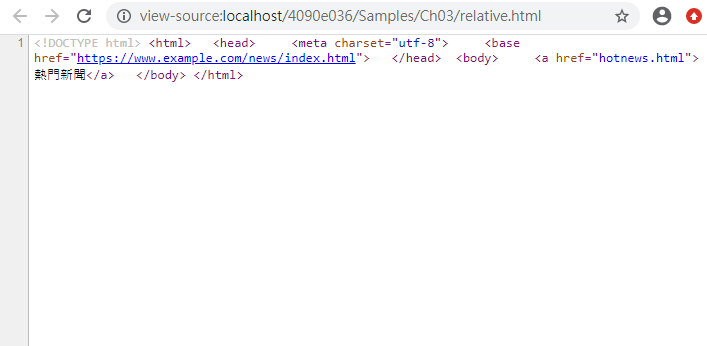 view-source:localhost/4090e036/Samples/Ch03/relative.html
1
<!DOCTYPE html> <html>   <head>     <meta charset="utf-8">     <base
href="https://www.example.com/news/index.html">   </head>  <body>     <a href="hotnews.html">
熱門新聞</a>   </body> </html>